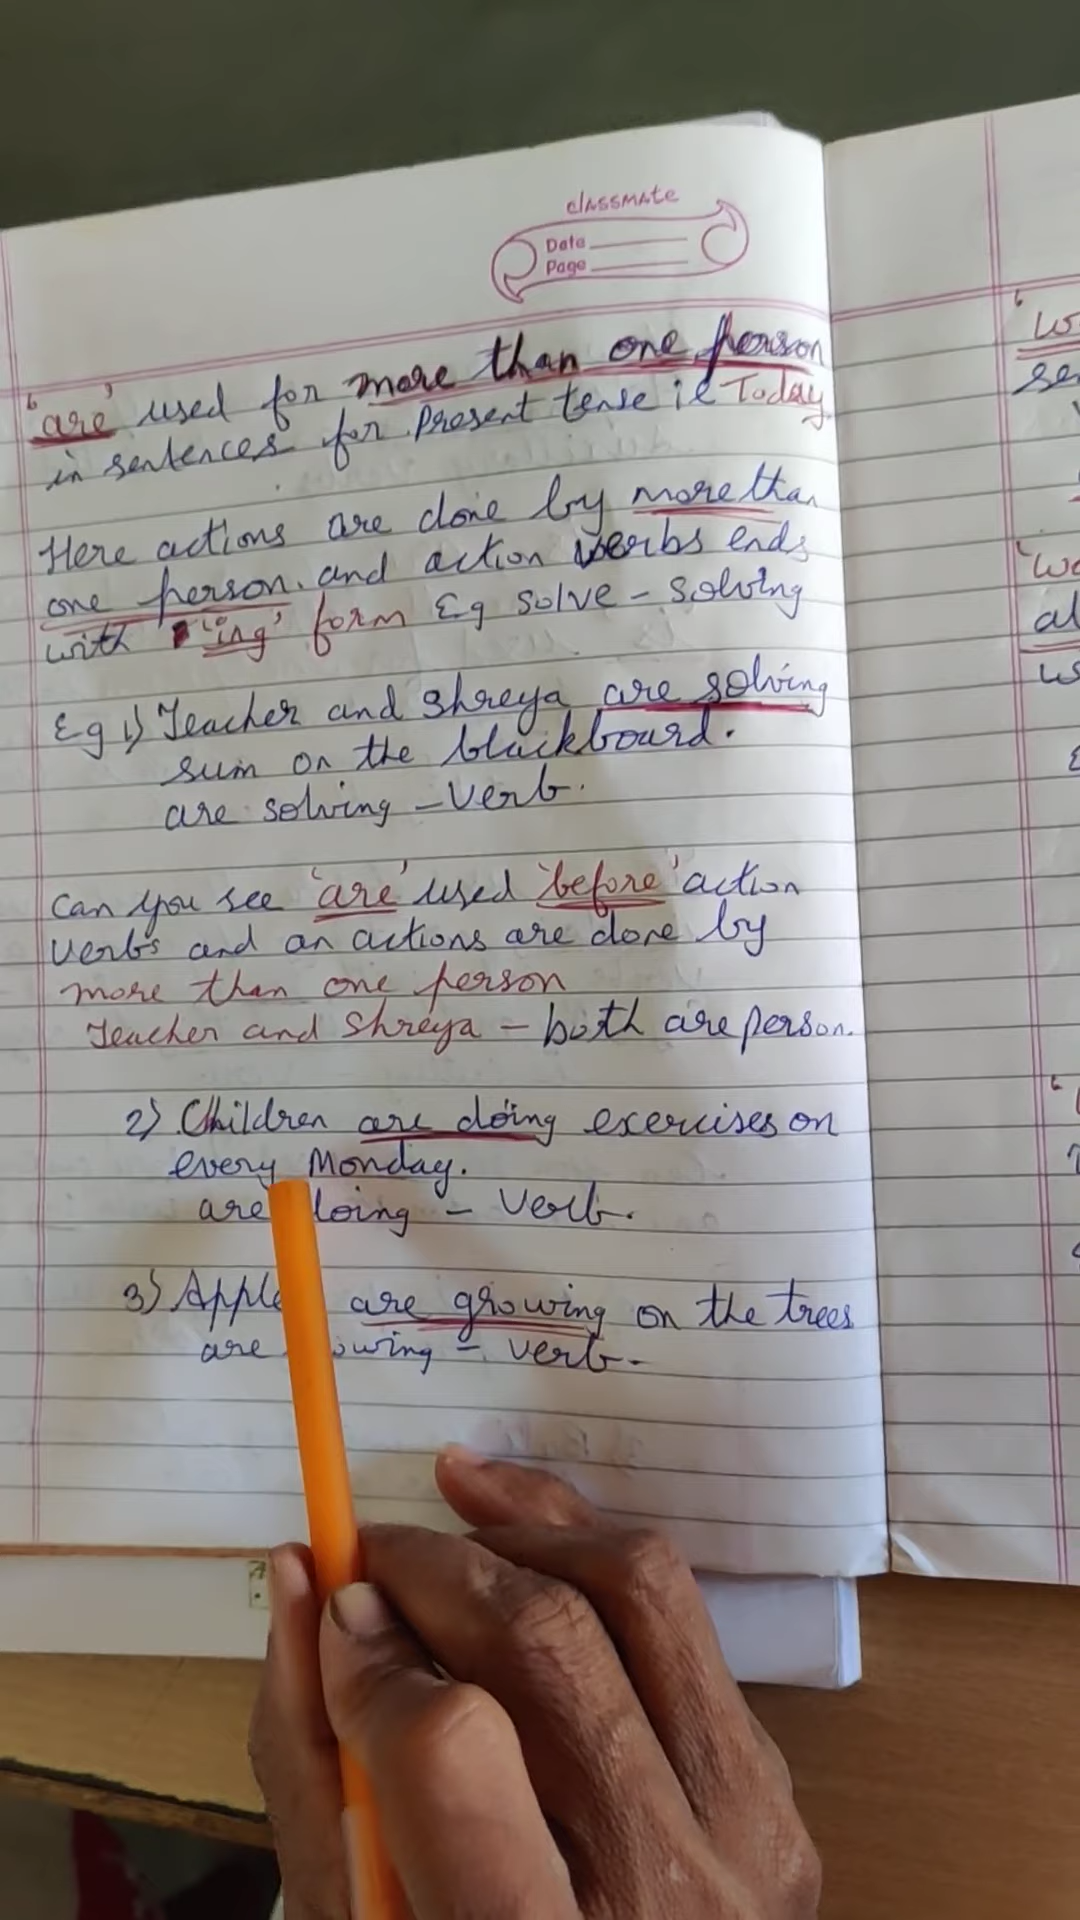 classmate
Date
Page
'are' used for more than one person
in sentences for Present tense ie Today
Here actions are done by more than
one person. and action verbs ends
with 'ing' form Eg solve - solving
Eg 1) Teacher and Shreya are solving
sum on the blackboard.
are solving - Verb.
Can you see 'are' used 'before' action
verbs and an actions are done by
more than one person
Teacher and Shreya - both are person.
2) Children are doing exercises on
every Monday.
are doing - Verb.
3) Apple are growing on the trees
are - verb.